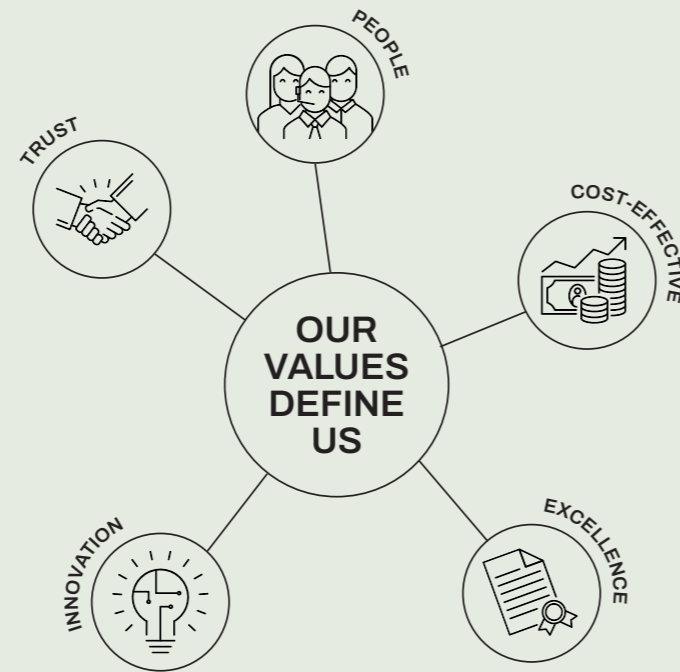 PEOPLE
TRUST
COST-EFFECTIVE
OUR
VALUES
DEFINE
US
INNOVATION
EXCELLENCE